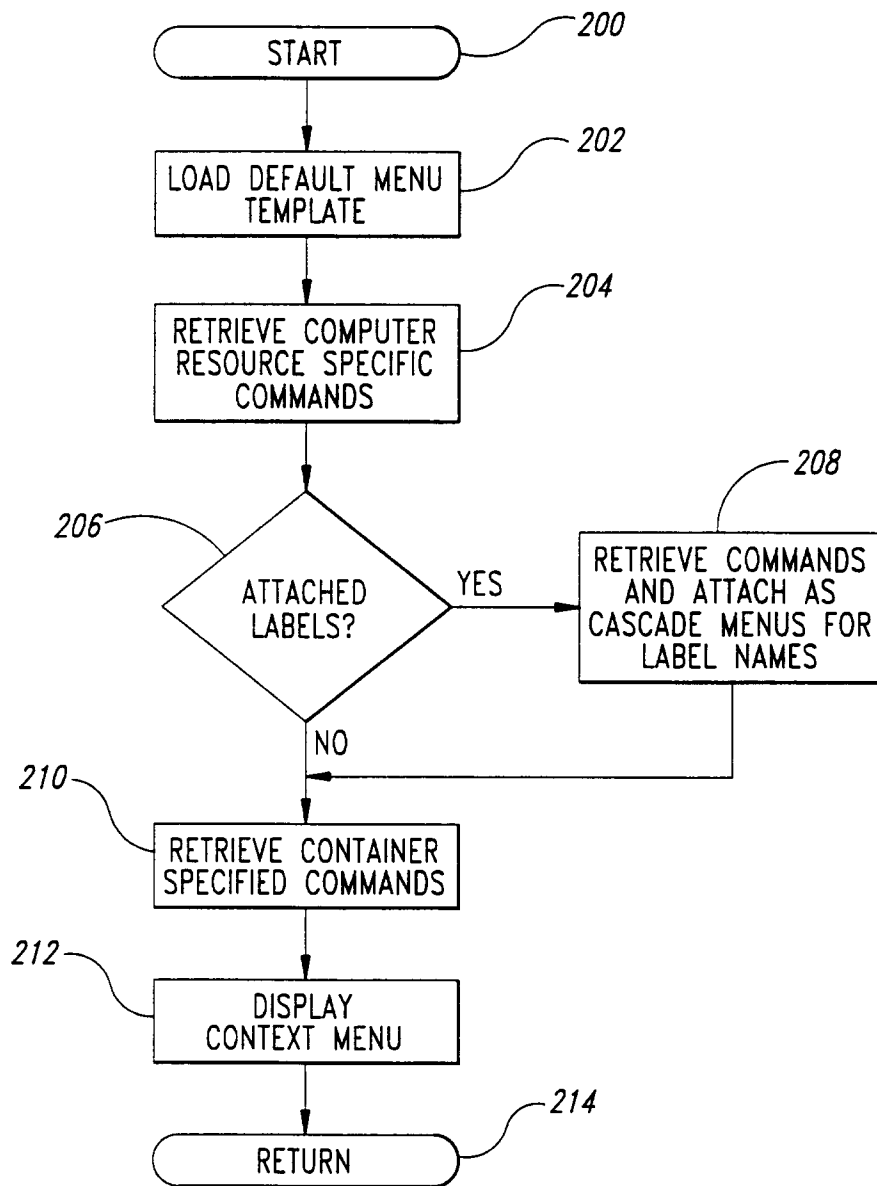 START
200
LOAD DEFAULT MENU
TEMPLATE
202
RETRIEVE COMPUTER
RESOURCE SPECIFIC
COMMANDS
204
206
ATTACHED
LABELS?
YES
NO
208
RETRIEVE COMMANDS
AND ATTACH AS
CASCADE MENUS FOR
LABEL NAMES
210
RETRIEVE CONTAINER
SPECIFIED COMMANDS
212
DISPLAY
CONTEXT MENU
214
RETURN